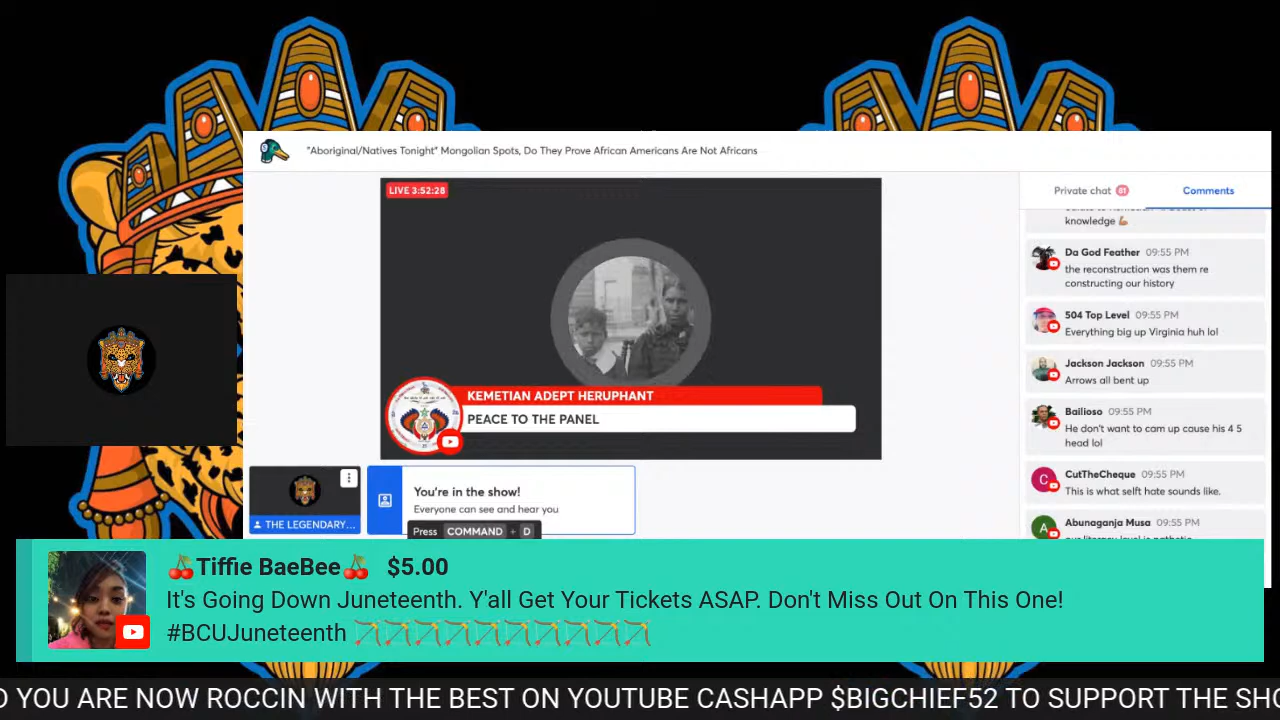 "Aboriginal/Natives Tonight" Mongolian Spots, Do They Prove African Americans Are Not Africans
LIVE 3:52:28
KEMETIAN ADEPT HERUPHANT
PEACE TO THE PANEL
THE LEGENDARY...
You're in the show!
Everyone can see and hear you
Press COMMAND + D
Private chat 81
Comments
knowledge 💪🏽
Da God Feather 09:55 PM
the reconstruction was them re
constructing our history
504 Top Level 09:55 PM
Everything big up Virginia huh lol
Jackson Jackson 09:55 PM
Arrows all bent up
Bailioso 09:55 PM
He don't want to cam up cause his 4 5
head lol
C
CutTheCheque 09:55 PM
This is what selft hate sounds like.
A
Abunaganja Musa 09:55 PM
🍒Tiffie BaeBee🍒 $5.00
It's Going Down Juneteenth. Y'all Get Your Tickets ASAP. Don't Miss Out On This One!
#BCUJuneteenth 🏹🏹🏹🏹🏹🏹🏹🏹🏹🏹
D YOU ARE NOW ROCCIN WITH THE BEST ON YOUTUBE CASHAPP $BIGCHIEF52 TO SUPPORT THE SHO